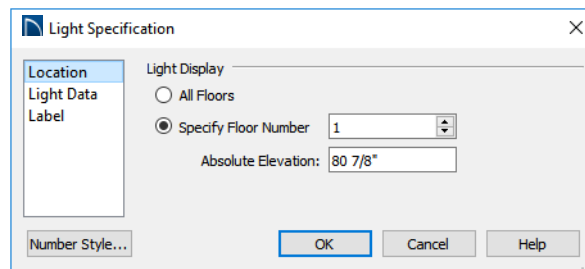 Light Specification
Location
Light Data
Label
Light Display
All Floors
Specify Floor Number 1
Absolute Elevation: 80 7/8"
Number Style... OK Cancel Help